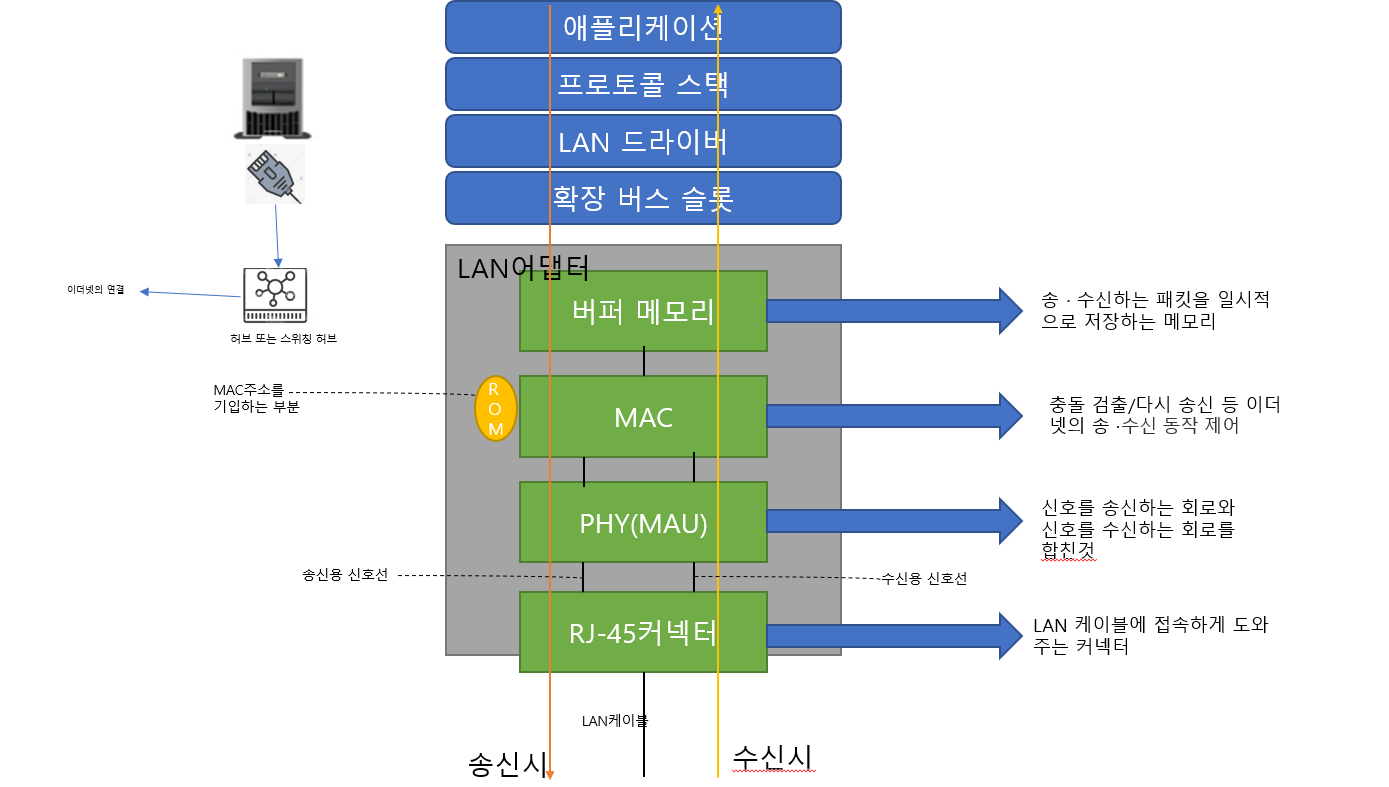 애플리케이션
프로토콜 스택
LAN 드라이버
확장 버스 슬롯
LAN어댑터
버퍼 메모리
송 · 수신하는 패킷을 일시적
으로 저장하는 메모리
이더넷의 연결
허브 또는 스위칭 허브
MAC주소를
기입하는 부분
R
O
M
MAC
충돌 검출/다시 송신 등 이더
넷의 송 ·수신 동작 제어
PHY(MAU)
신호를 송신하는 회로와
신호를 수신하는 회로를
합친것
송신용 신호선
수신용 신호선
RJ-45커넥터
LAN 케이블에 접속하게 도와
주는 커넥터
LAN케이블
송신시
수신시